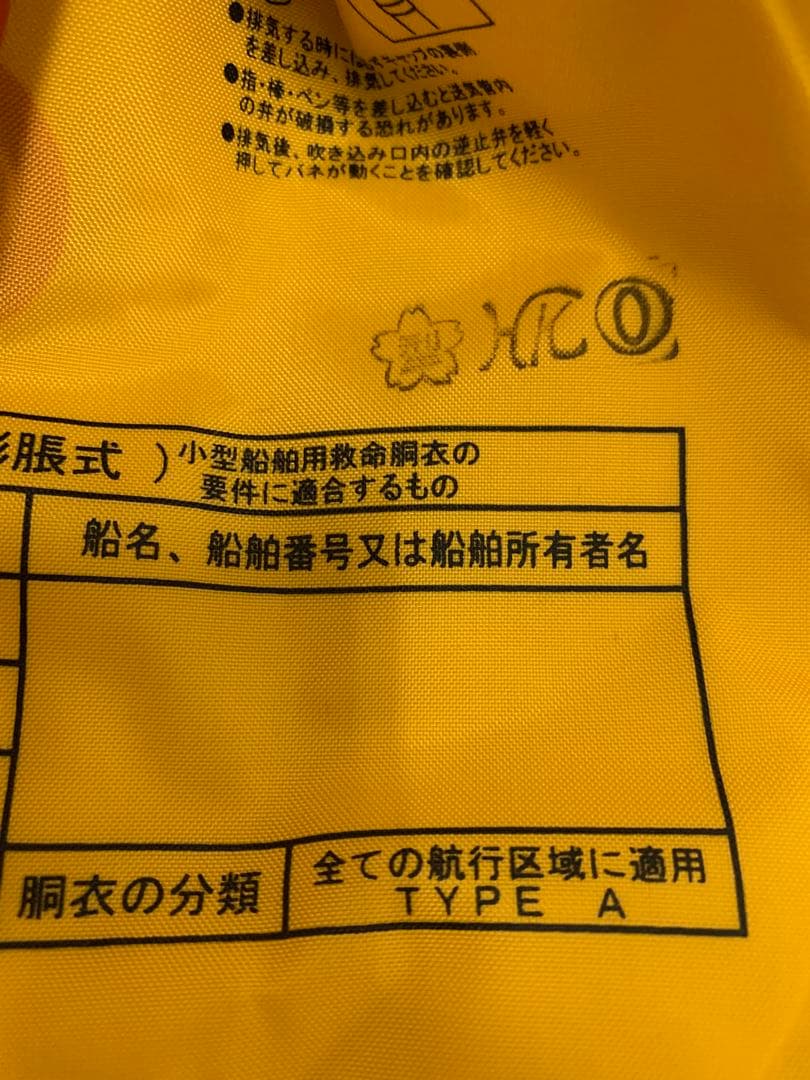 ●排気する時にはキャップの裏側
を差し込み、排気してください。
●指・棒・ペン等を差し込むと送気管内
の弁が破損する恐れがあります。
●排気後、吹き込み口内の逆止弁を軽く
押してバネが動くことを確認してください。
膨脹式 ) 小型船舶用救命胴衣の
要件に適合するもの
船名、船舶番号又は船舶所有者名
胴衣の分類
全ての航行区域に適用
TYPE A